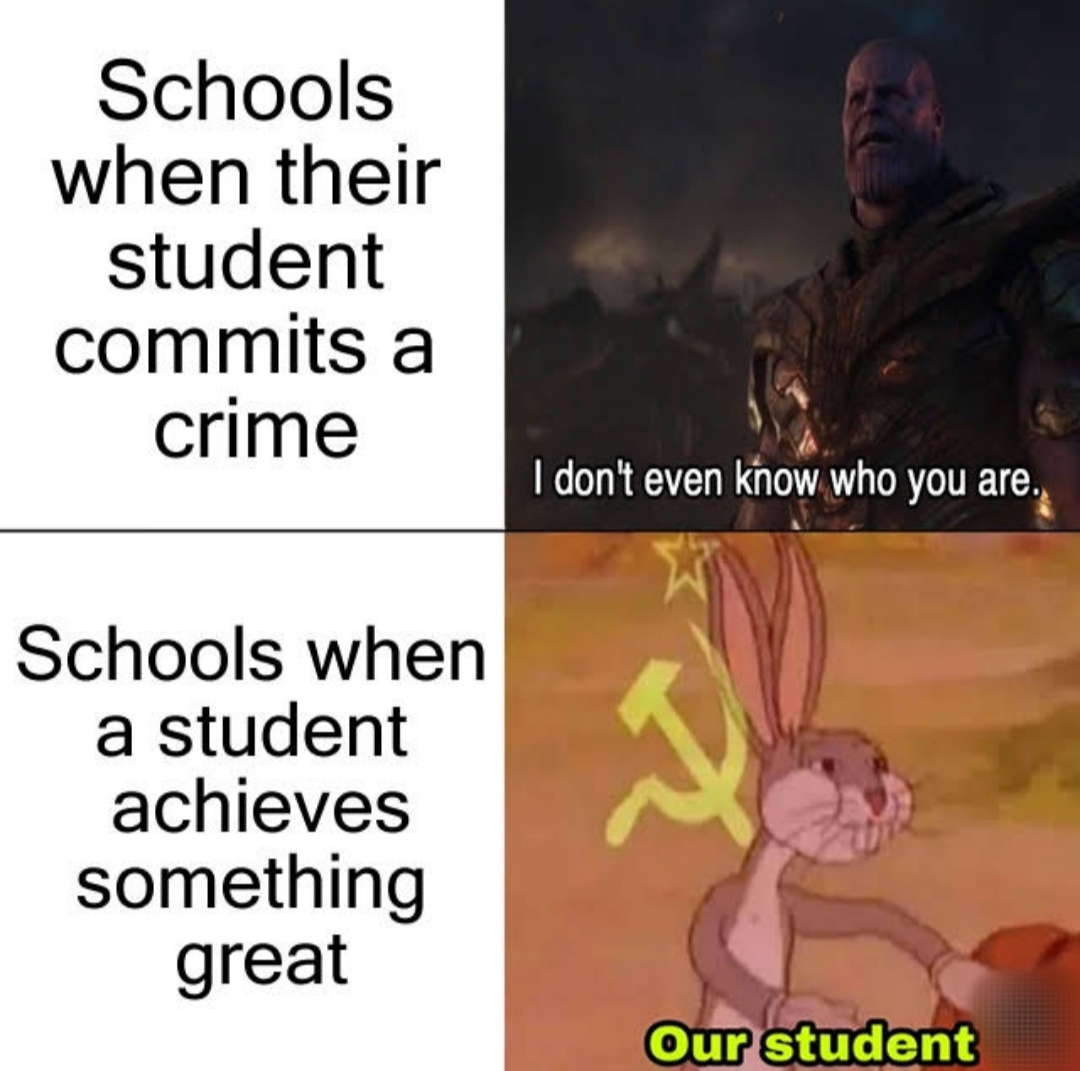 Schools
when their
student
commits a
crime
I don't even know who you are.
Schools when
a student
achieves
something
great
Our student